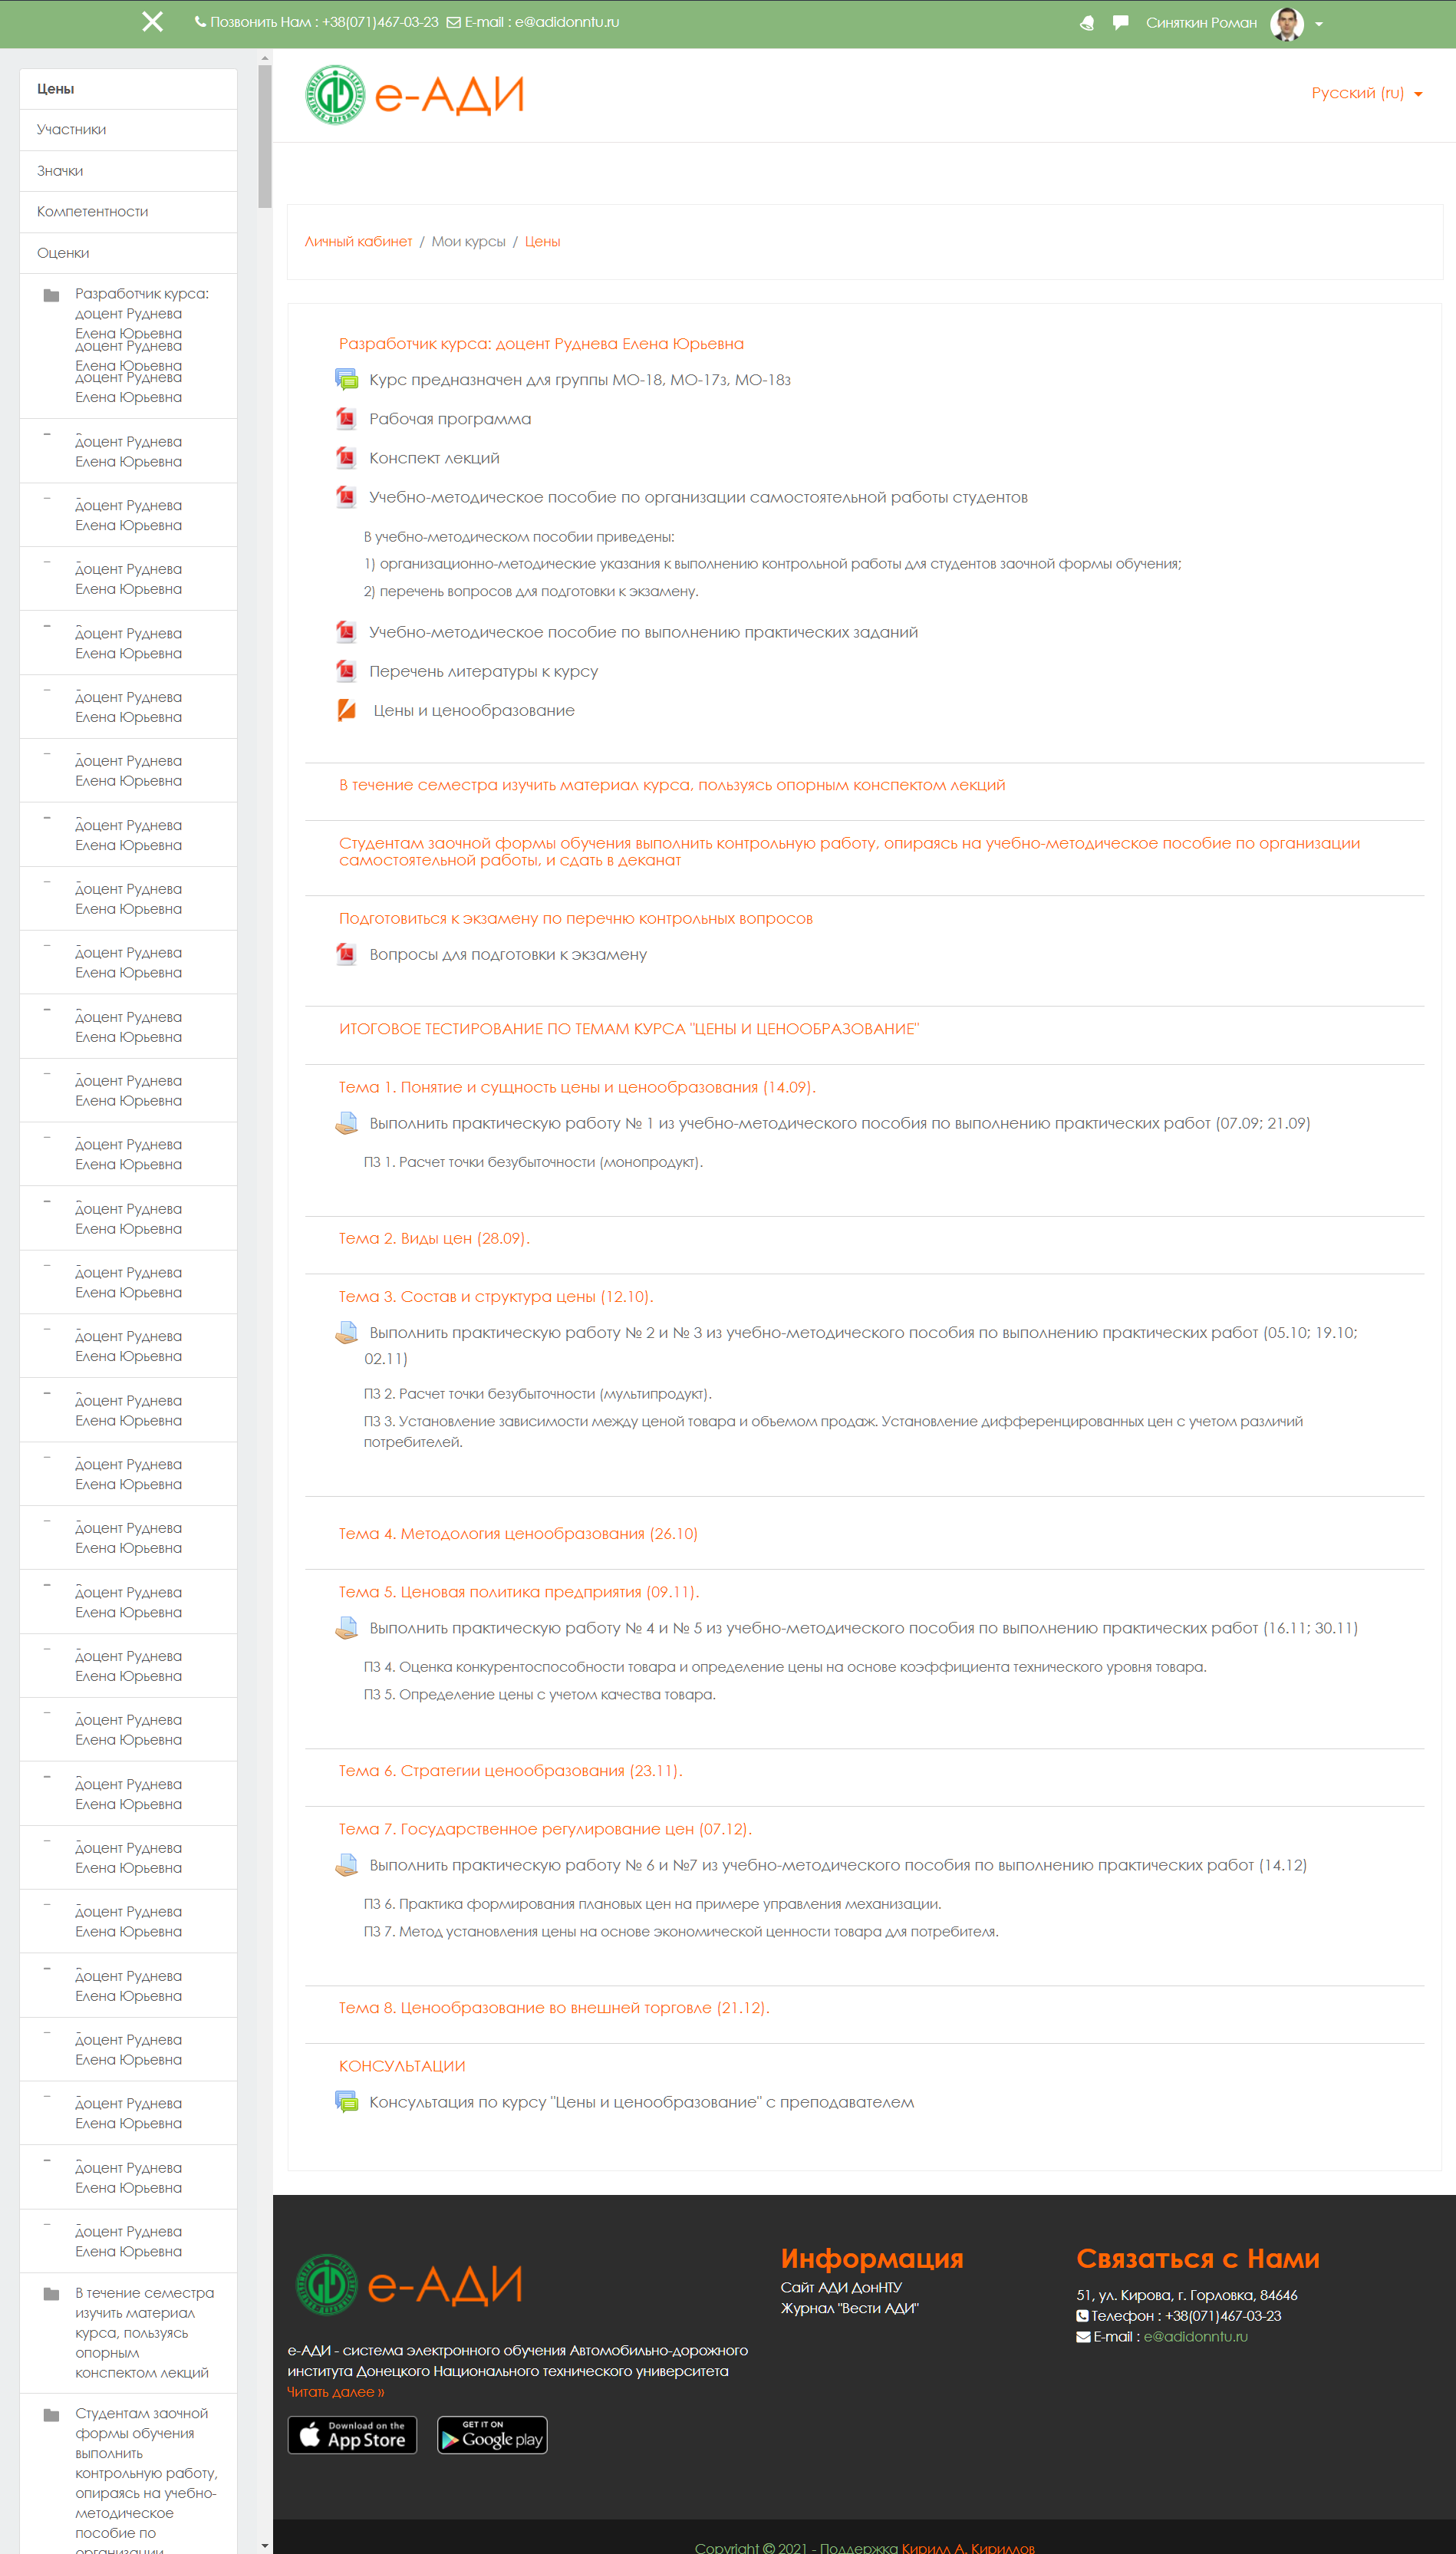 Позвонить Нам : +38(071)467-03-23 E-mail : e@adidonntu.ru
Синяткин Роман
Цены
Участники
Значки
Компетентности
Оценки
Разработчик курса:
доцент Руднева
Елена Юрьевна
доцент Руднева
Елена Юрьевна
доцент Руднева
Елена Юрьевна
доцент Руднева
Елена Юрьевна
доцент Руднева
Елена Юрьевна
доцент Руднева
Елена Юрьевна
доцент Руднева
Елена Юрьевна
доцент Руднева
Елена Юрьевна
доцент Руднева
Елена Юрьевна
доцент Руднева
Елена Юрьевна
доцент Руднева
Елена Юрьевна
доцент Руднева
Елена Юрьевна
доцент Руднева
Елена Юрьевна
доцент Руднева
Елена Юрьевна
доцент Руднева
Елена Юрьевна
доцент Руднева
Елена Юрьевна
доцент Руднева
Елена Юрьевна
доцент Руднева
Елена Юрьевна
доцент Руднева
Елена Юрьевна
доцент Руднева
Елена Юрьевна
доцент Руднева
Елена Юрьевна
доцент Руднева
Елена Юрьевна
доцент Руднева
Елена Юрьевна
доцент Руднева
Елена Юрьевна
доцент Руднева
Елена Юрьевна
доцент Руднева
Елена Юрьевна
доцент Руднева
Елена Юрьевна
доцент Руднева
Елена Юрьевна
доцент Руднева
Елена Юрьевна
доцент Руднева
Елена Юрьевна
доцент Руднева
Елена Юрьевна
доцент Руднева
Елена Юрьевна
В течение семестра
изучить материал
курса, пользуясь
опорным
конспектом лекций
Студентам заочной
формы обучения
выполнить
контрольную работу,
опираясь на учебно-
методическое
пособие по
е-АДИ
Русский (ru)
Личный кабинет / Мои курсы / Цены
Разработчик курса: доцент Руднева Елена Юрьевна
Курс предназначен для группы МО-18, МО-17з, МО-18з
Рабочая программа
Конспект лекций
Учебно-методическое пособие по организации самостоятельной работы студентов
В учебно-методическом пособии приведены:
1) организационно-методические указания к выполнению контрольной работы для студентов заочной формы обучения;
2) перечень вопросов для подготовки к экзамену.
Учебно-методическое пособие по выполнению практических заданий
Перечень литературы к курсу
Цены и ценообразование
В течение семестра изучить материал курса, пользуясь опорным конспектом лекций
Студентам заочной формы обучения выполнить контрольную работу, опираясь на учебно-методическое пособие по организации
самостоятельной работы, и сдать в деканат
Подготовиться к экзамену по перечню контрольных вопросов
Вопросы для подготовки к экзамену
ИТОГОВОЕ ТЕСТИРОВАНИЕ ПО ТЕМАМ КУРСА "ЦЕНЫ И ЦЕНООБРАЗОВАНИЕ"
Тема 1. Понятие и сущность цены и ценообразования (14.09).
Выполнить практическую работу № 1 из учебно-методического пособия по выполнению практических работ (07.09; 21.09)
ПЗ 1. Расчет точки безубыточности (монопродукт).
Тема 2. Виды цен (28.09).
Тема 3. Состав и структура цены (12.10).
Выполнить практическую работу № 2 и № 3 из учебно-методического пособия по выполнению практических работ (05.10; 19.10;
02.11)
ПЗ 2. Расчет точки безубыточности (мультипродукт).
ПЗ 3. Установление зависимости между ценой товара и объемом продаж. Установление дифференцированных цен с учетом различий
потребителей.
Тема 4. Методология ценообразования (26.10)
Тема 5. Ценовая политика предприятия (09.11).
Выполнить практическую работу № 4 и № 5 из учебно-методического пособия по выполнению практических работ (16.11; 30.11)
ПЗ 4. Оценка конкурентоспособности товара и определение цены на основе коэффициента технического уровня товара.
ПЗ 5. Определение цены с учетом качества товара.
Тема 6. Стратегии ценообразования (23.11).
Тема 7. Государственное регулирование цен (07.12).
Выполнить практическую работу № 6 и №7 из учебно-методического пособия по выполнению практических работ (14.12)
ПЗ 6. Практика формирования плановых цен на примере управления механизации.
ПЗ 7. Метод установления цены на основе экономической ценности товара для потребителя.
Тема 8. Ценообразование во внешней торговле (21.12).
КОНСУЛЬТАЦИИ
Консультация по курсу "Цены и ценообразование" с преподавателем
е-АДИ
е-АДИ - система электронного обучения Автомобильно-дорожного
института Донецкого Национального технического университета
Читать далее »
Download on the
App Store
GET IT ON
Google play
Информация
Сайт АДИ ДонНТУ
Журнал "Вести АДИ"
Связаться с Нами
51, ул. Кирова, г. Горловка, 84646
Телефон : +38(071)467-03-23
E-mail : e@adidonntu.ru
Copyright © 2021 - Поддержка Кирилл А. Кириллов